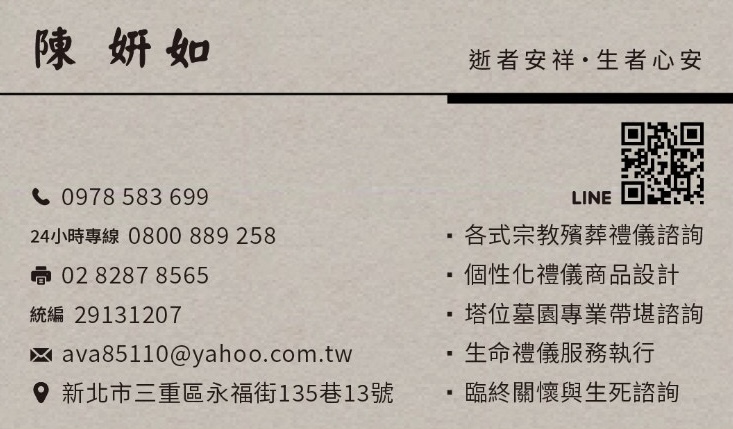 陳 妍如
逝者安祥・生者心安
0978 583 699
24小時專線 0800 889 258
02 8287 8565
統編 29131207
ava85110@yahoo.com.tw
新北市三重區永福街135巷13號
LINE
▪ 各式宗教殯葬禮儀諮詢
▪ 個性化禮儀商品設計
▪ 塔位墓園專業帶堪諮詢
▪ 生命禮儀服務執行
▪ 臨終關懷與生死諮詢